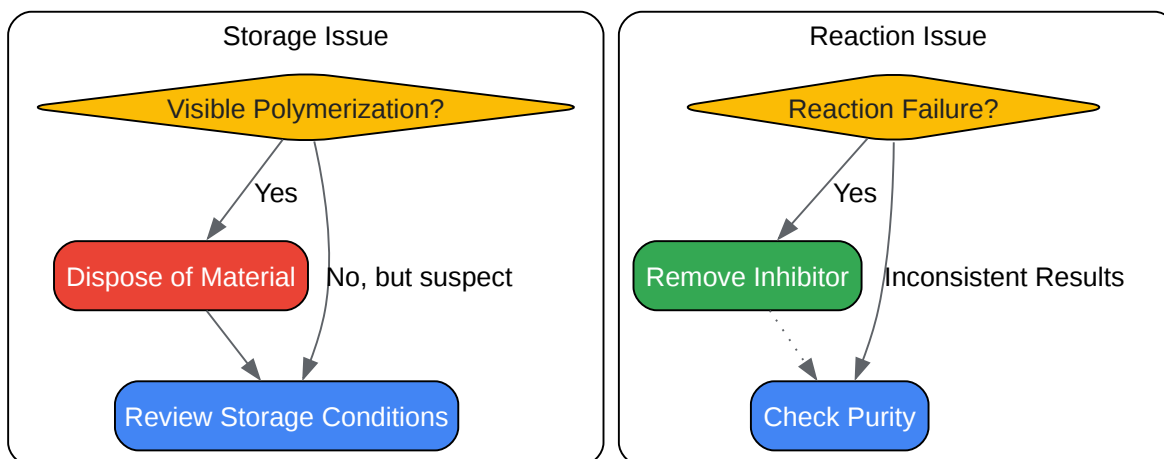 Storage Issue
Visible Polymerization?
Yes
Dispose of Material
No, but suspect
Review Storage Conditions
Reaction Issue
Reaction Failure?
Yes
Remove Inhibitor
Inconsistent Results
Check Purity